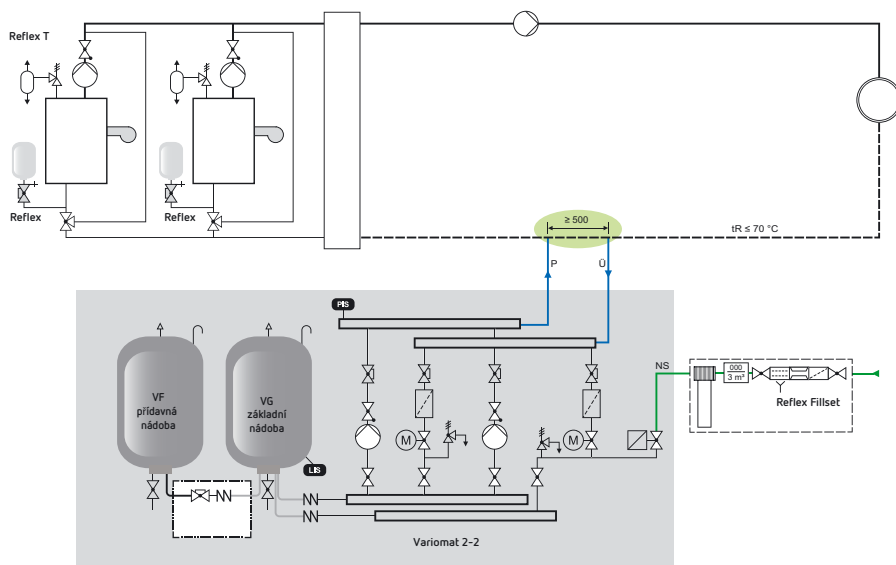 Reflex T
Reflex
Reflex
≥ 500
tR ≤ 70 °C
P
Ü
PIS
NS
000
3 m³
Reflex Fillset
VF
přídavná
nádoba
VG
základní
nádoba
M
M
LIS
Variomat 2-2